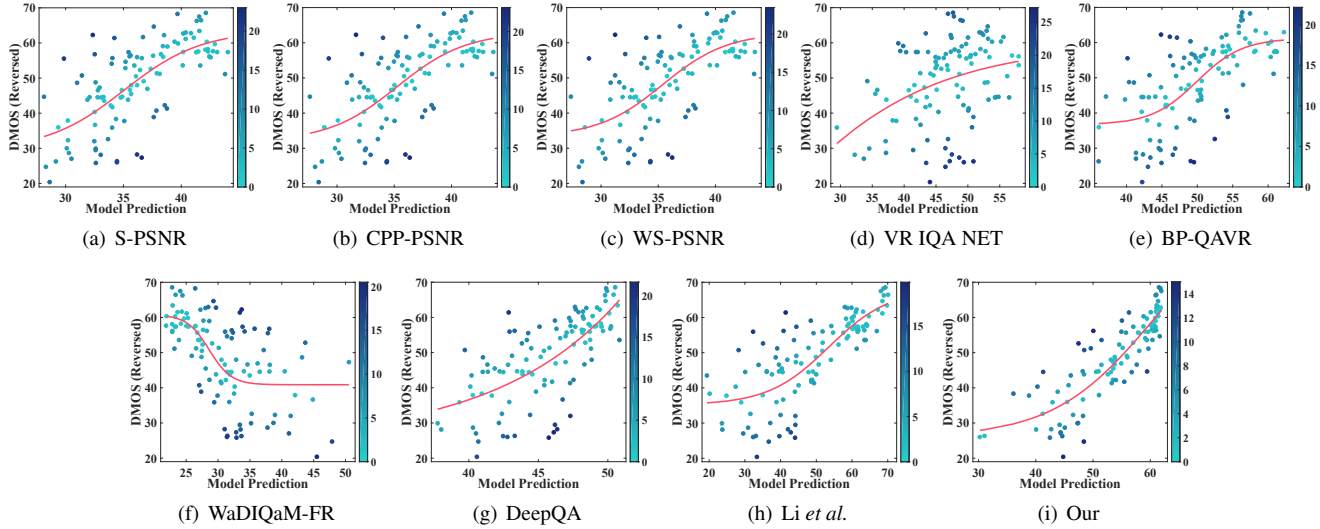 70
60
50
40
30
20
DMOS (Reversed)
30 35 40
Model Prediction
20
15
10
5
0
(a) S-PSNR
70
60
50
40
30
20
DMOS (Reversed)
30 35 40
Model Prediction
20
15
10
5
0
(b) CPP-PSNR
70
60
50
40
30
20
DMOS (Reversed)
30 35 40
Model Prediction
20
15
10
5
0
(c) WS-PSNR
70
60
50
40
30
20
DMOS (Reversed)
30 35 40 45 50 55
Model Prediction
25
20
15
10
5
0
(d) VR IQA NET
70
60
50
40
30
20
DMOS (Reversed)
40 45 50 55 60
Model Prediction
20
15
10
5
0
(e) BP-QAVR
70
60
50
40
30
20
DMOS (Reversed)
25 30 35 40 45 50
Model Prediction
20
15
10
5
0
(f) WaDIQaM-FR
70
60
50
40
30
20
DMOS (Reversed)
40 45 50
Model Prediction
20
15
10
5
0
(g) DeepQA
70
60
50
40
30
20
DMOS (Reversed)
20 30 40 50 60 70
Model Prediction
15
10
5
0
(h) Li et al.
70
60
50
40
30
20
DMOS (Reversed)
30 40 50 60
Model Prediction
14
12
10
8
6
4
2
0
(i) Our